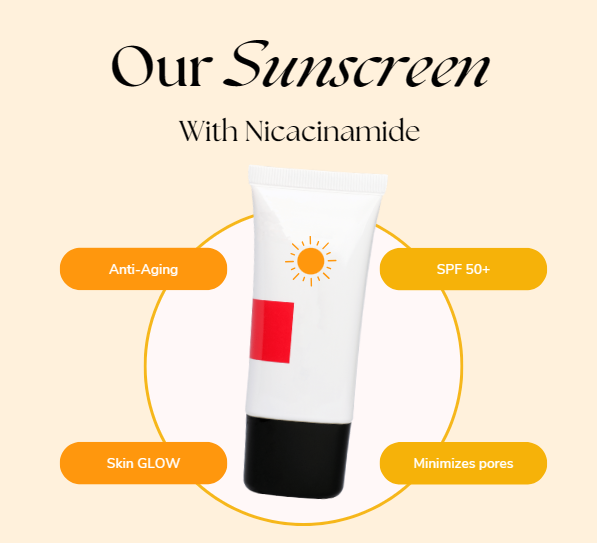 Our Sunscreen
With Nicacinamide
Anti-Aging
SPF 50+
Skin GLOW
Minimizes pores